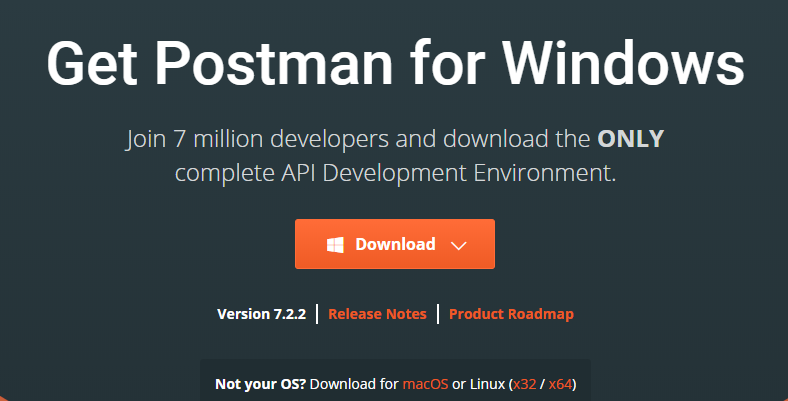 Get Postman for Windows
Join 7 million developers and download the ONLY
complete API Development Environment.
Download
Version 7.2.2 | Release Notes | Product Roadmap
Not your OS? Download for macOS or Linux (x32 / x64)